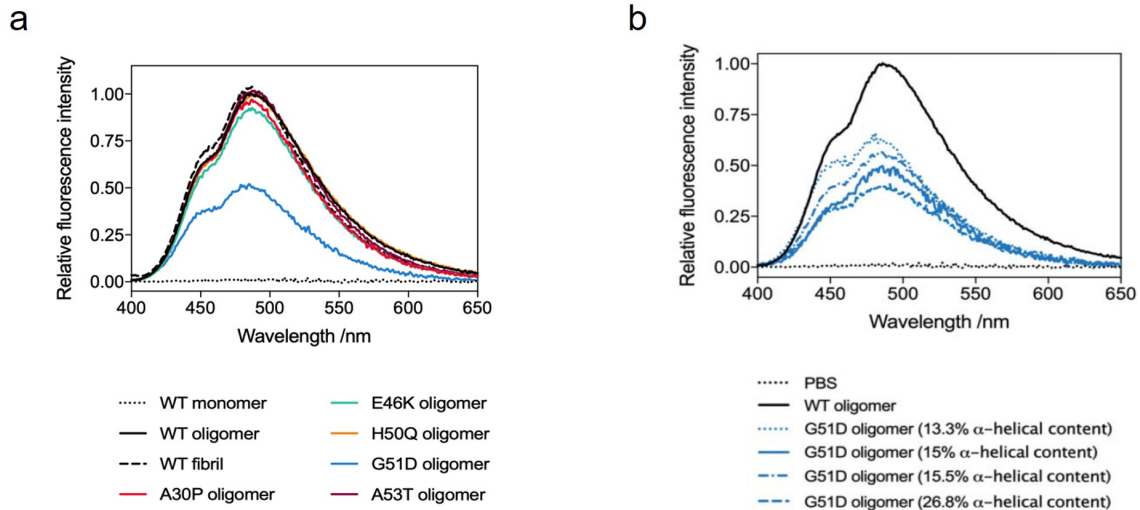 a
Relative fluorescence intensity
1.00
0.75
0.50
0.25
0.00
400 450 500 550 600 650
Wavelength /nm
WT monomer
WT oligomer
WT fibril
A30P oligomer
E46K oligomer
H50Q oligomer
G51D oligomer
A53T oligomer
b
Relative fluorescence intensity
1.00
0.75
0.50
0.25
0.00
400 450 500 550 600 650
Wavelength /nm
PBS
WT oligomer
G51D oligomer (13.3% α-helical content)
G51D oligomer (15% α-helical content)
G51D oligomer (15.5% α-helical content)
G51D oligomer (26.8% α-helical content)